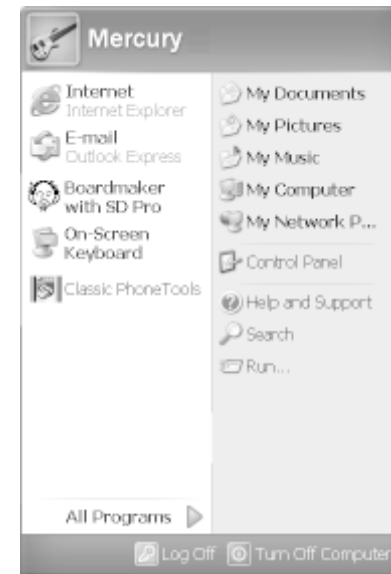 Mercury
Internet
Internet Explorer
E-mail
Outlook Express
Boardmaker
with SD Pro
On-Screen
Keyboard
Classic PhoneTools
All Programs
My Documents
My Pictures
My Music
My Computer
My Network P...
Control Panel
Help and Support
Search
Run...
Log Off
Turn Off Computer